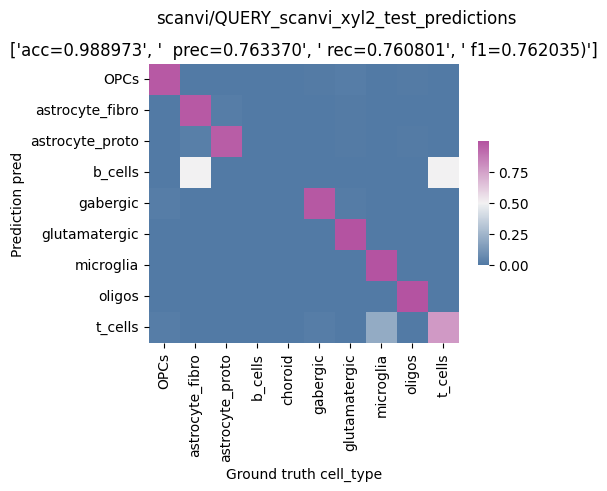 scanvi/QUERY_scanvi_xyl2_test_predictions
['acc=0.988973', '  prec=0.763370', ' rec=0.760801', ' f1=0.762035)']
OPCs
astrocyte_fibro
astrocyte_proto
b_cells
gabergic
glutamatergic
microglia
oligos
t_cells
Prediction pred
0.75
0.50
0.25
0.00
OPCs
astrocyte_fibro
astrocyte_proto
b_cells
choroid
gabergic
glutamatergic
microglia
oligos
t_cells
Ground truth cell_type